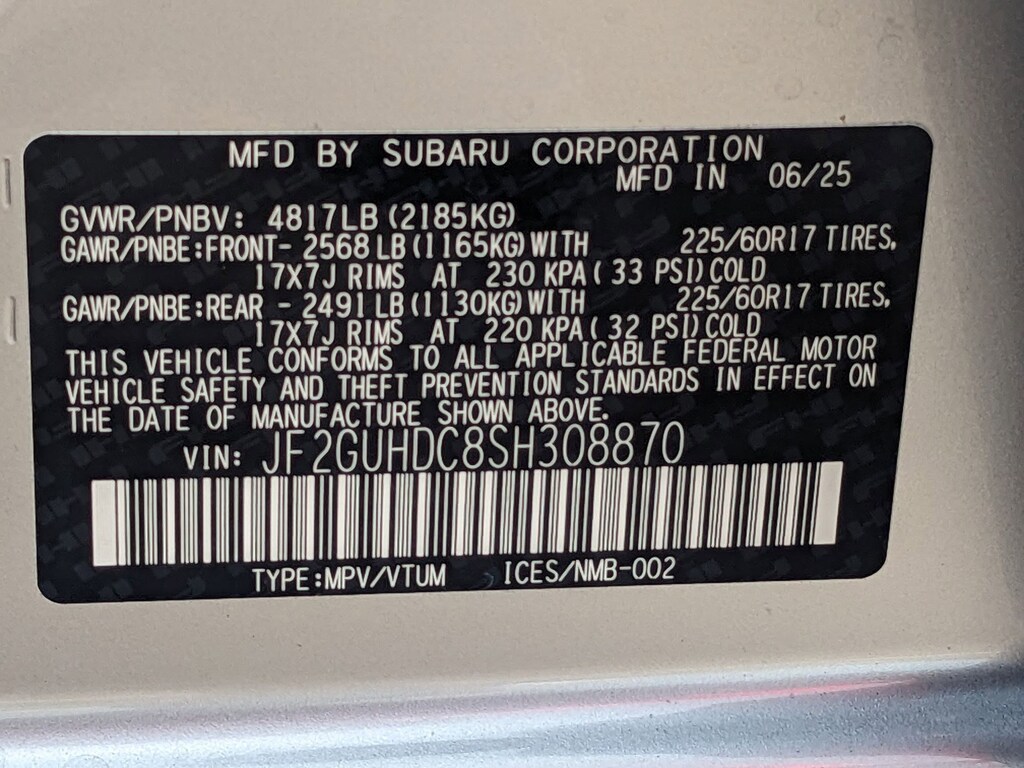 MFD BY SUBARU CORPORATION
MFD IN 06/25
GVWR/PNBV: 4817LB (2185KG)
GAWR/PNBE:FRONT- 2568 LB (1165KG) WITH 225/60R17 TIRES,
17X7J RIMS AT 230 KPA ( 33 PSI) COLD
GAWR/PNBE:REAR - 2491 LB (1130KG) WITH 225/60R17 TIRES,
17X7J RIMS AT 220 KPA ( 32 PSI) COLD
THIS VEHICLE CONFORMS TO ALL APPLICABLE FEDERAL MOTOR
VEHICLE SAFETY AND THEFT PREVENTION STANDARDS IN EFFECT ON
THE DATE OF MANUFACTURE SHOWN ABOVE.
VIN: JF2GUHDC8SH308870
TYPE:MPV/VTUM ICES/NMB-002